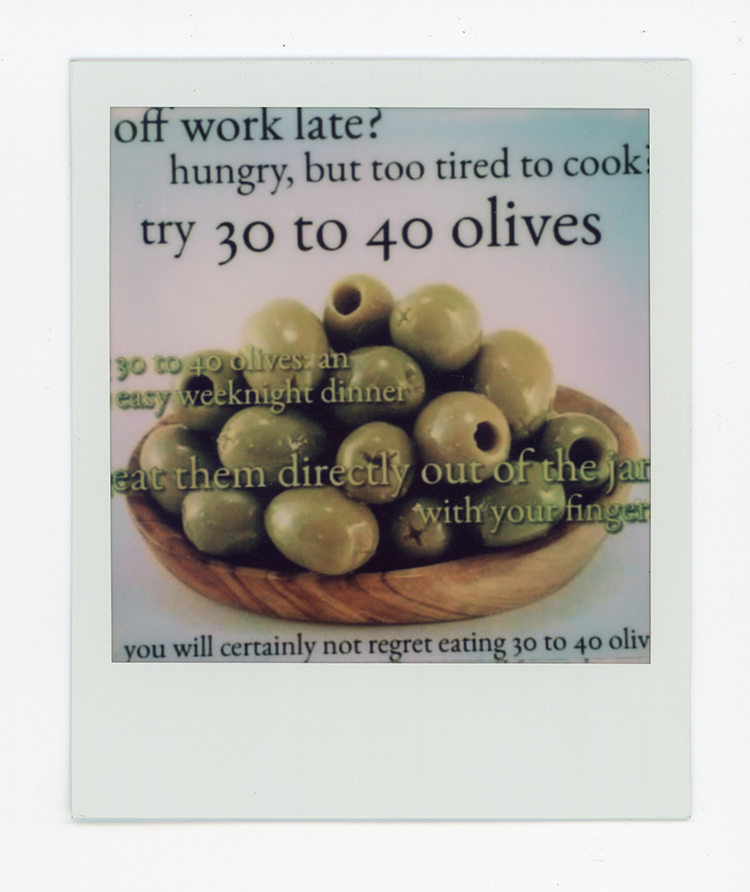 off work late?
hungry, but too tired to cook?
try 30 to 40 olives
30 to 40 olives: an
easy weeknight dinner
eat them directly out of the jar
with your finger
you will certainly not regret eating 30 to 40 oliv